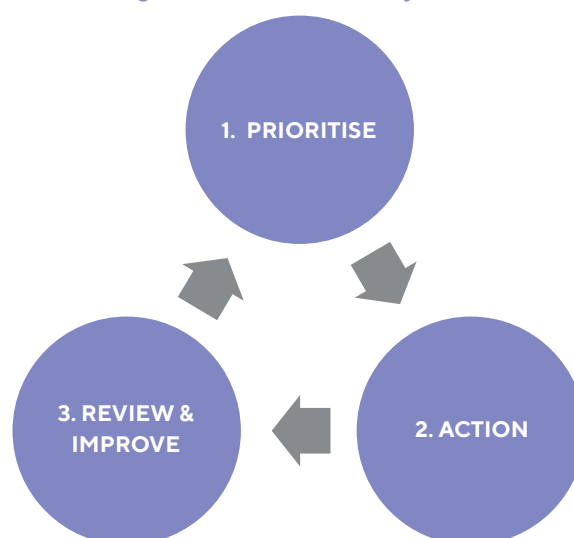 1. PRIORITISE
2. ACTION
3. REVIEW &
IMPROVE